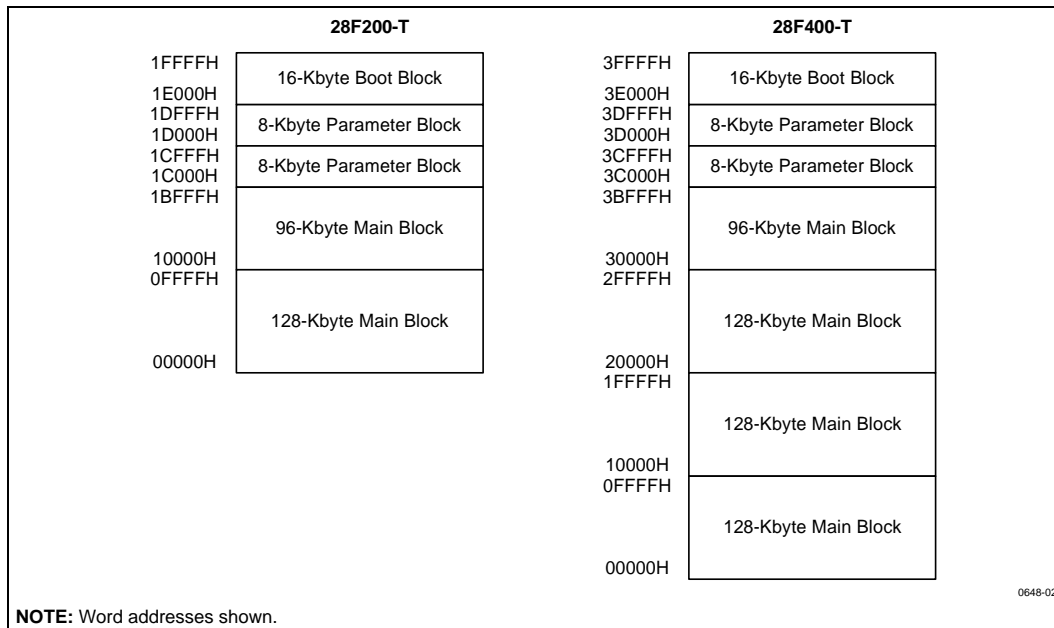 28F200-T
1FFFFH
16-Kbyte Boot Block
1E000H
1DFFFH
8-Kbyte Parameter Block
1D000H
1CFFFH
8-Kbyte Parameter Block
1C000H
1BFFFH
96-Kbyte Main Block
10000H
0FFFFH
128-Kbyte Main Block
00000H
28F400-T
3FFFFH
16-Kbyte Boot Block
3E000H
3DFFFH
8-Kbyte Parameter Block
3D000H
3CFFFH
8-Kbyte Parameter Block
3C000H
3BFFFH
96-Kbyte Main Block
30000H
2FFFFH
128-Kbyte Main Block
20000H
1FFFFH
128-Kbyte Main Block
10000H
0FFFFH
128-Kbyte Main Block
00000H
0648-02
NOTE: Word addresses shown.